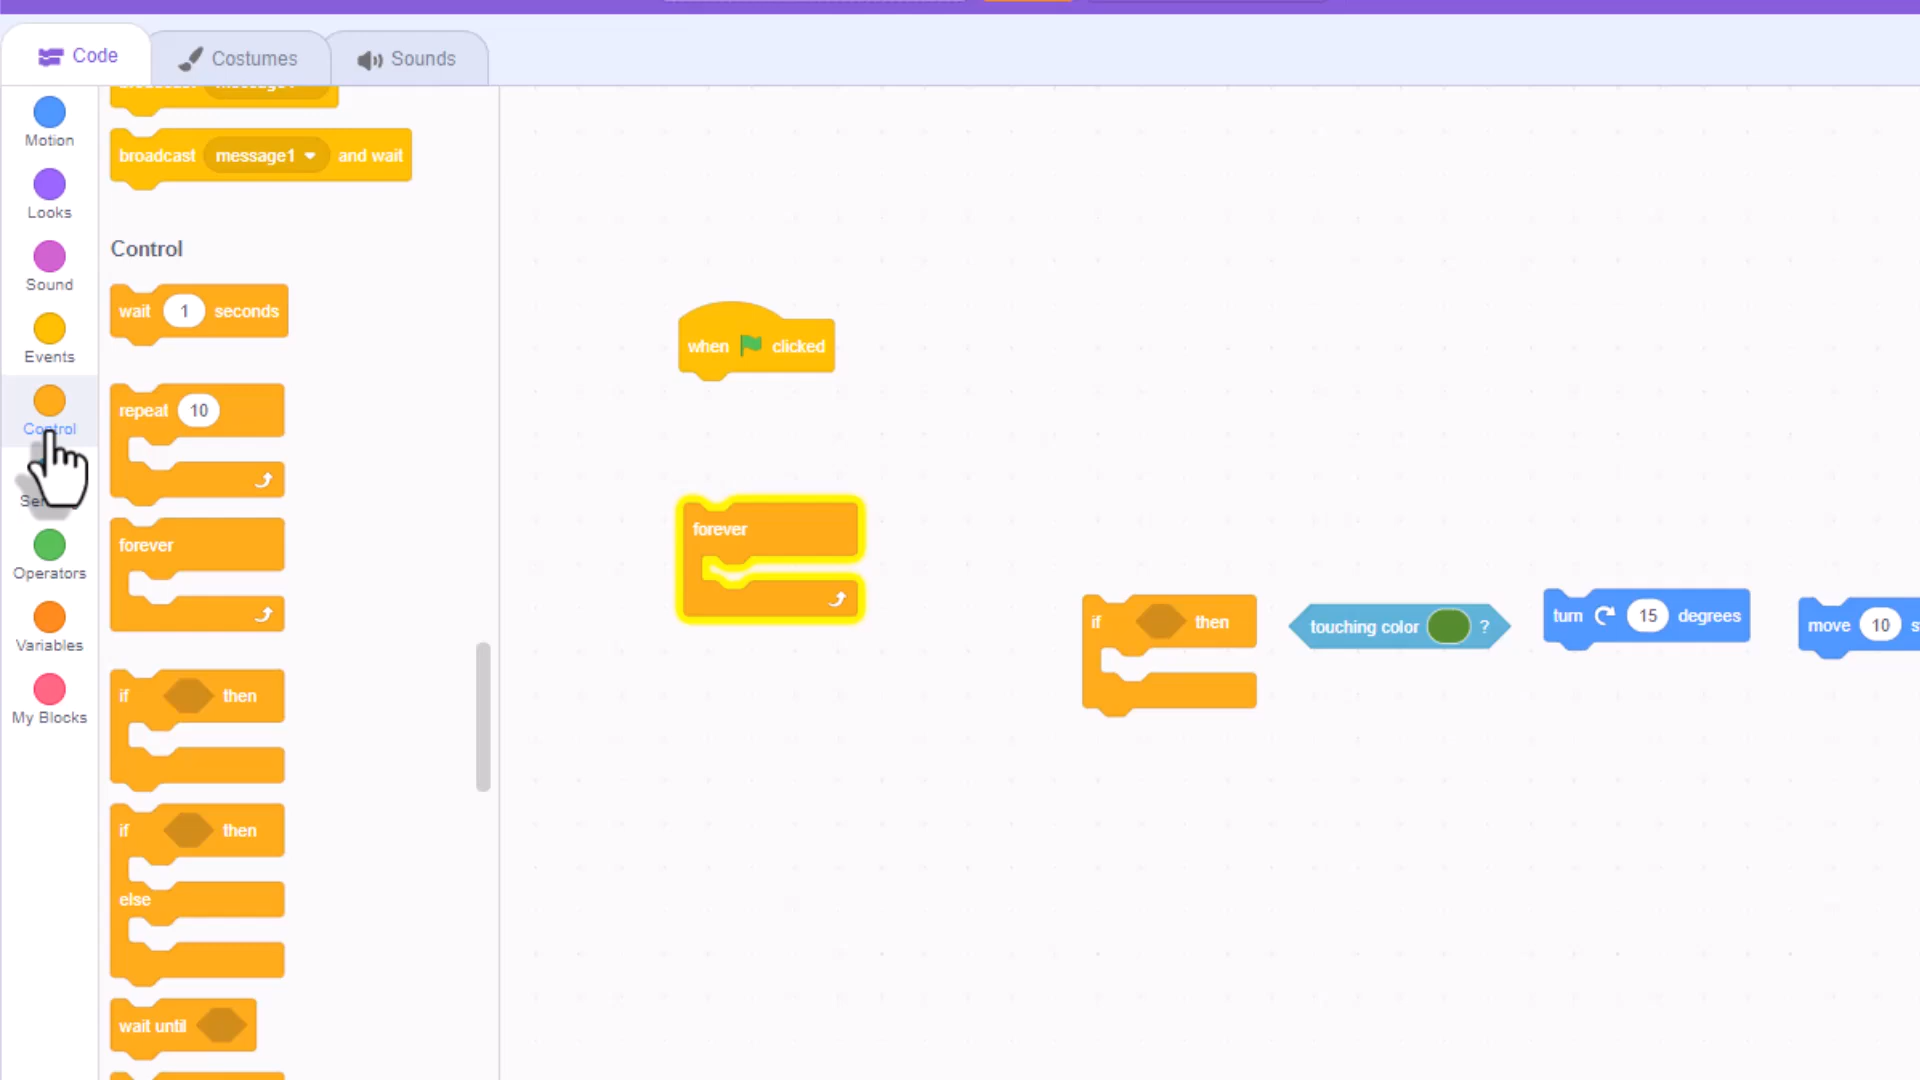 Code
Costumes
Sounds
Motion
Looks
Sound
Events
Control
Operators
Variables
My Blocks
broadcast message1
broadcast message1 and wait
Control
wait 1 seconds
repeat 10
forever
if then
if then
else
wait until
when clicked
forever
if then
touching color ?
turn 15 degrees
move 10 s